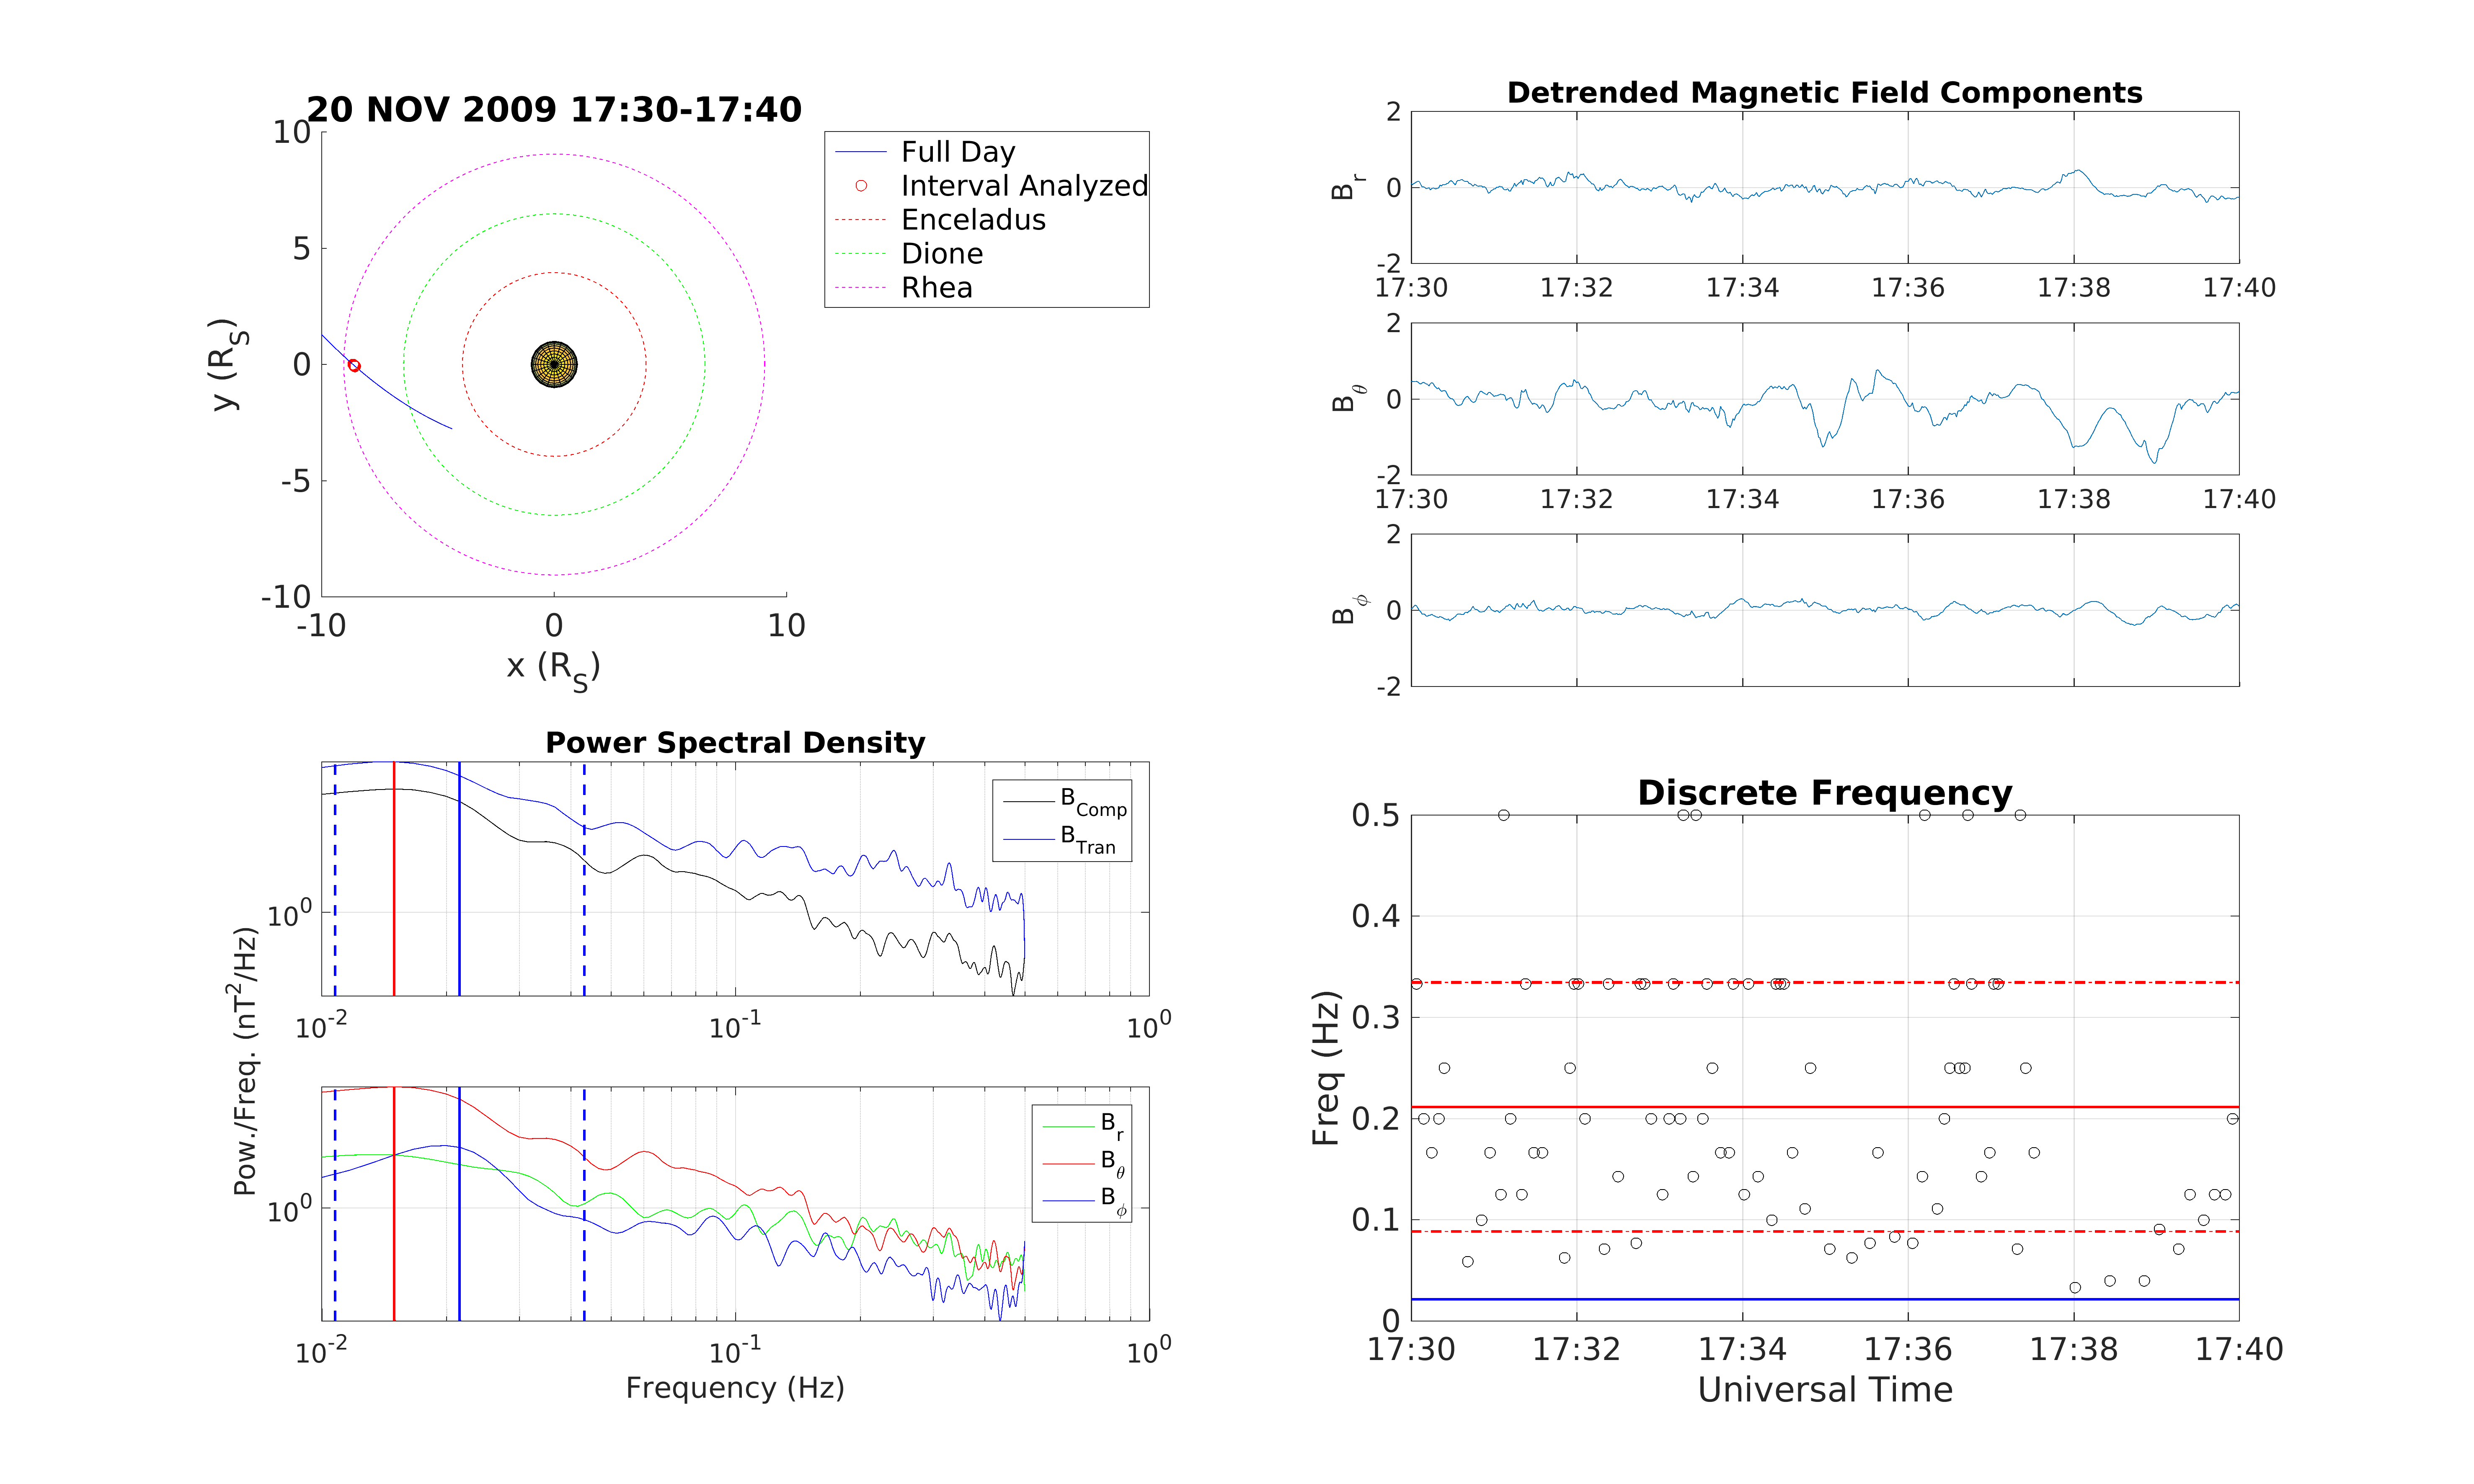 20 NOV 2009 17:30-17:40
10
5
0
-5
-10
-10
0
10
y (R_S)
x (R_S)
Full Day
Interval Analyzed
Enceladus
Dione
Rhea
Detrended Magnetic Field Components
2
0
-2
B_r
17:30 17:32 17:34 17:36 17:38 17:40
2
0
-2
B_θ
17:30 17:32 17:34 17:36 17:38 17:40
2
0
-2
B_ϕ
Power Spectral Density
10^0
B_Comp
B_Tran
10^-2 10^-1 10^0
Pow./Freq. (nT^2/Hz)
10^0
B_r
B_θ
B_ϕ
10^-2 10^-1 10^0
Frequency (Hz)
Discrete Frequency
0.5
0.4
0.3
0.2
0.1
0
Freq (Hz)
17:30 17:32 17:34 17:36 17:38 17:40
Universal Time